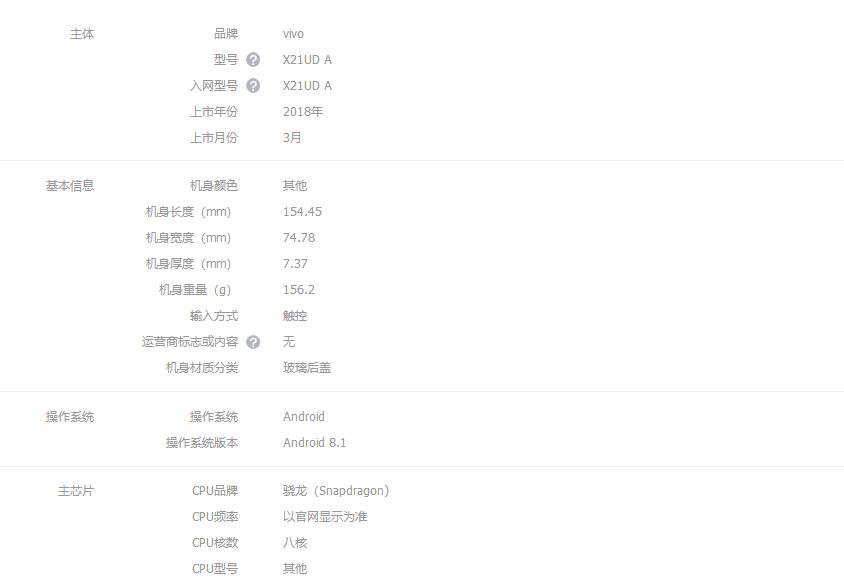 主体 品牌 vivo
型号 ? X21UD A
入网型号 ? X21UD A
上市年份 2018年
上市月份 3月
基本信息 机身颜色 其他
机身长度（mm） 154.45
机身宽度（mm） 74.78
机身厚度（mm） 7.37
机身重量（g） 156.2
输入方式 触控
运营商标志或内容 ? 无
机身材质分类 玻璃后盖
操作系统 操作系统 Android
操作系统版本 Android 8.1
主芯片 CPU品牌 骁龙（Snapdragon)
CPU频率 以官网显示为准
CPU核数 八核
CPU型号 其他